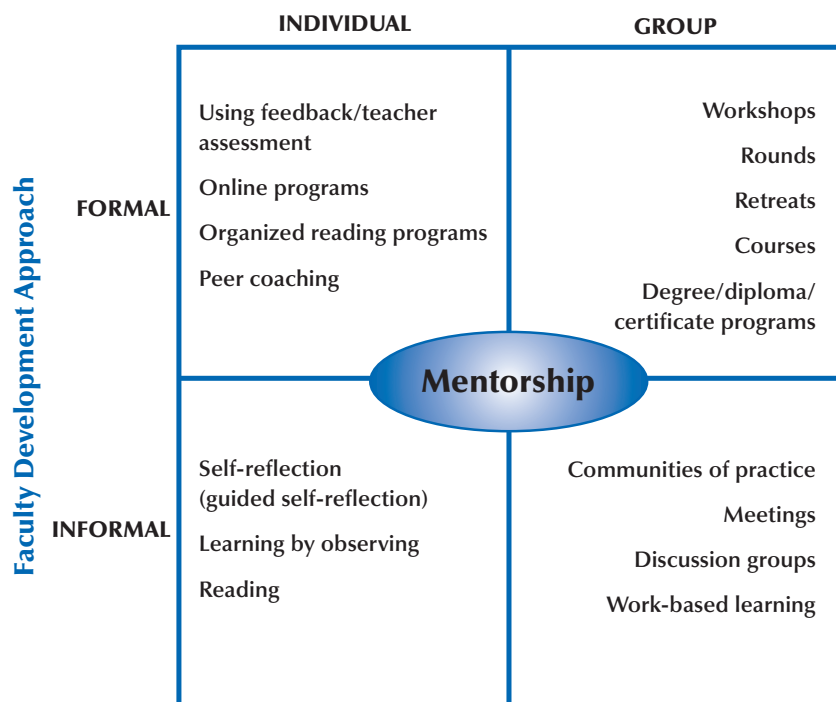 INDIVIDUAL
GROUP
Faculty Development Approach
FORMAL
Using feedback/teacher
assessment
Online programs
Organized reading programs
Peer coaching
Workshops
Rounds
Retreats
Courses
Degree/diploma/
certificate programs
Mentorship
INFORMAL
Self-reflection
(guided self-reflection)
Learning by observing
Reading
Communities of practice
Meetings
Discussion groups
Work-based learning